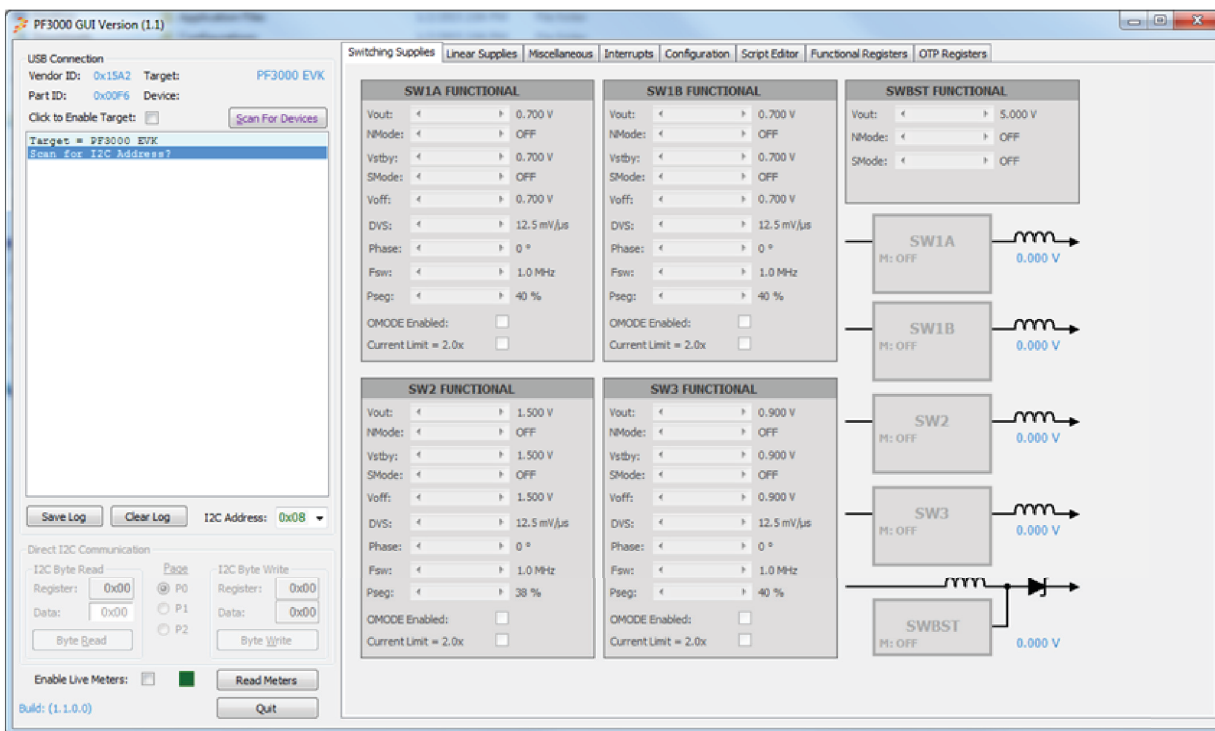 PF3000 GUI Version (1.1)
USB Connection
Vendor ID: 0x15A2 Target: PF3000 EVK
Part ID: 0x00F6 Device:
Click to Enable Target: Scan For Devices
Target = PF3000 EVK
Scan for I2C Address?
Save Log Clear Log I2C Address: 0x08
Direct I2C Communication
I2C Byte Read Page I2C Byte Write
Register: 0x00 P0 Register: 0x00
Data: 0x00 P1 Data: 0x00
P2
Byte Read Byte Write
Enable Live Meters: Read Meters
Build: (1.1.0.0) Quit
Switching Supplies Linear Supplies Miscellaneous Interrupts Configuration Script Editor Functional Registers OTP Registers
SW1A FUNCTIONAL
Vout: 0.700 V
NMode: OFF
Vstby: 0.700 V
SMode: OFF
Voff: 0.700 V
DVS: 12.5 mV/µs
Phase: 0 °
Fsw: 1.0 MHz
Pseg: 40 %
OMODE Enabled:
Current Limit = 2.0x
SW1B FUNCTIONAL
Vout: 0.700 V
NMode: OFF
Vstby: 0.700 V
SMode: OFF
Voff: 0.700 V
DVS: 12.5 mV/µs
Phase: 0 °
Fsw: 1.0 MHz
Pseg: 40 %
OMODE Enabled:
Current Limit = 2.0x
SWBST FUNCTIONAL
Vout: 5.000 V
NMode: OFF
SMode: OFF
SW2 FUNCTIONAL
Vout: 1.500 V
NMode: OFF
Vstby: 1.500 V
SMode: OFF
Voff: 1.500 V
DVS: 12.5 mV/µs
Phase: 0 °
Fsw: 1.0 MHz
Pseg: 38 %
OMODE Enabled:
Current Limit = 2.0x
SW3 FUNCTIONAL
Vout: 0.900 V
NMode: OFF
Vstby: 0.900 V
SMode: OFF
Voff: 0.900 V
DVS: 12.5 mV/µs
Phase: 0 °
Fsw: 1.0 MHz
Pseg: 40 %
OMODE Enabled:
Current Limit = 2.0x
SW1A
M: OFF 0.000 V
SW1B
M: OFF 0.000 V
SW2
M: OFF 0.000 V
SW3
M: OFF 0.000 V
SWBST
M: OFF 0.000 V